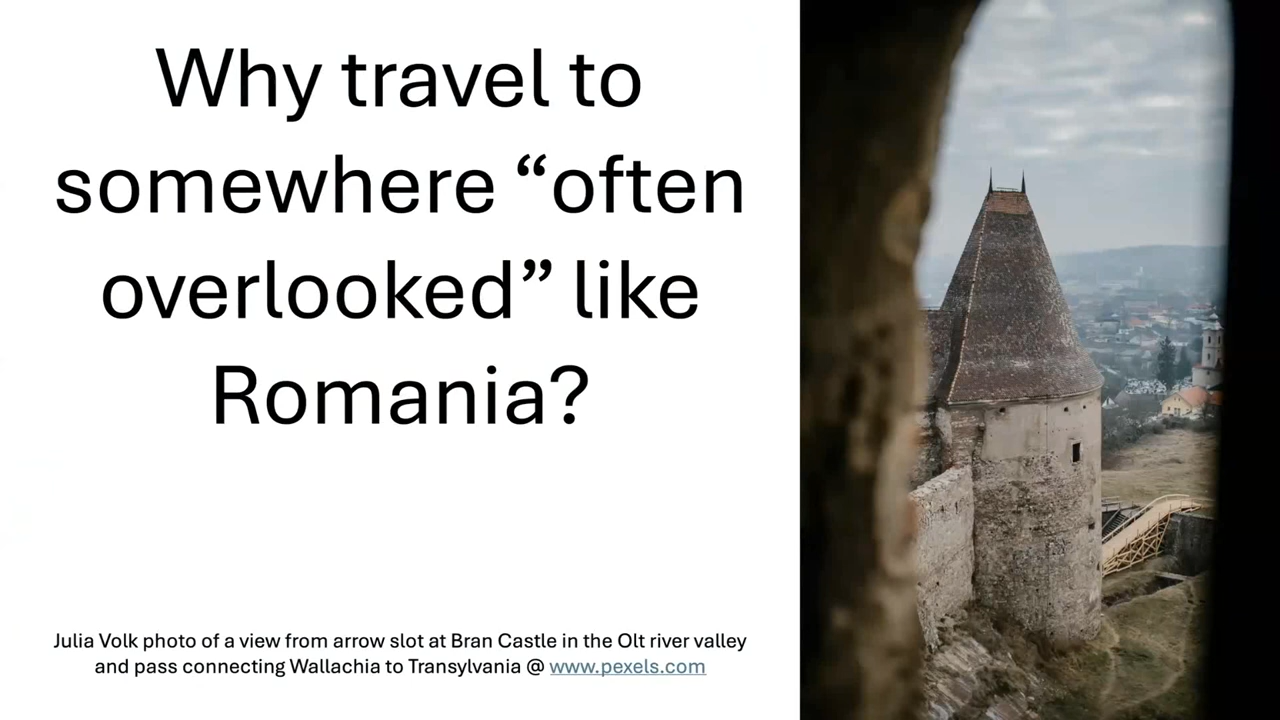 Why travel to
somewhere “often
overlooked” like
Romania?
Julia Volk photo of a view from arrow slot at Bran Castle in the Olt river valley
and pass connecting Wallachia to Transylvania @ www.pexels.com